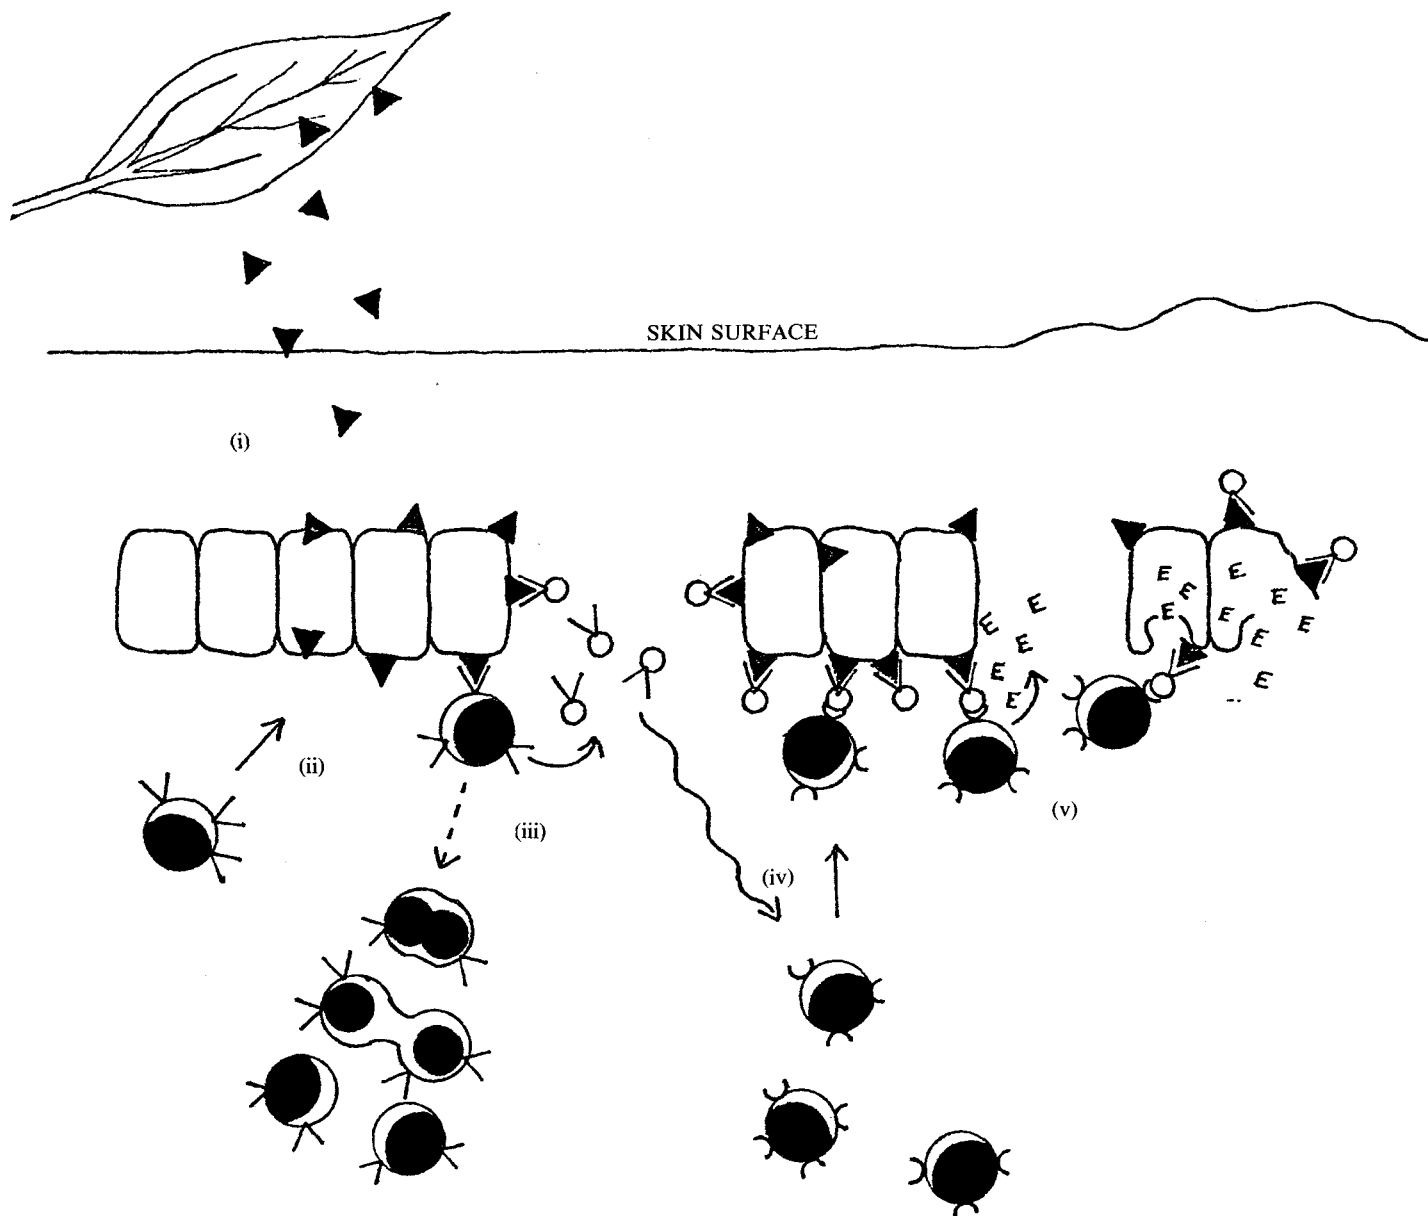 SKIN SURFACE
(i)
E E E E E
E E E E E E E E E
(ii)
(v)
(iii)
(iv)